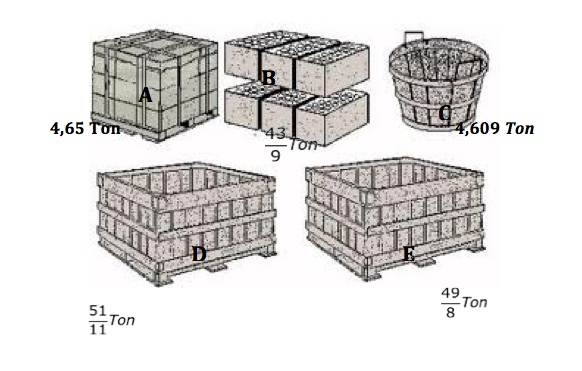 A
B
C
4,65 Ton
43/9 Ton
4,609 Ton
D
E
51/11 Ton
49/8 Ton